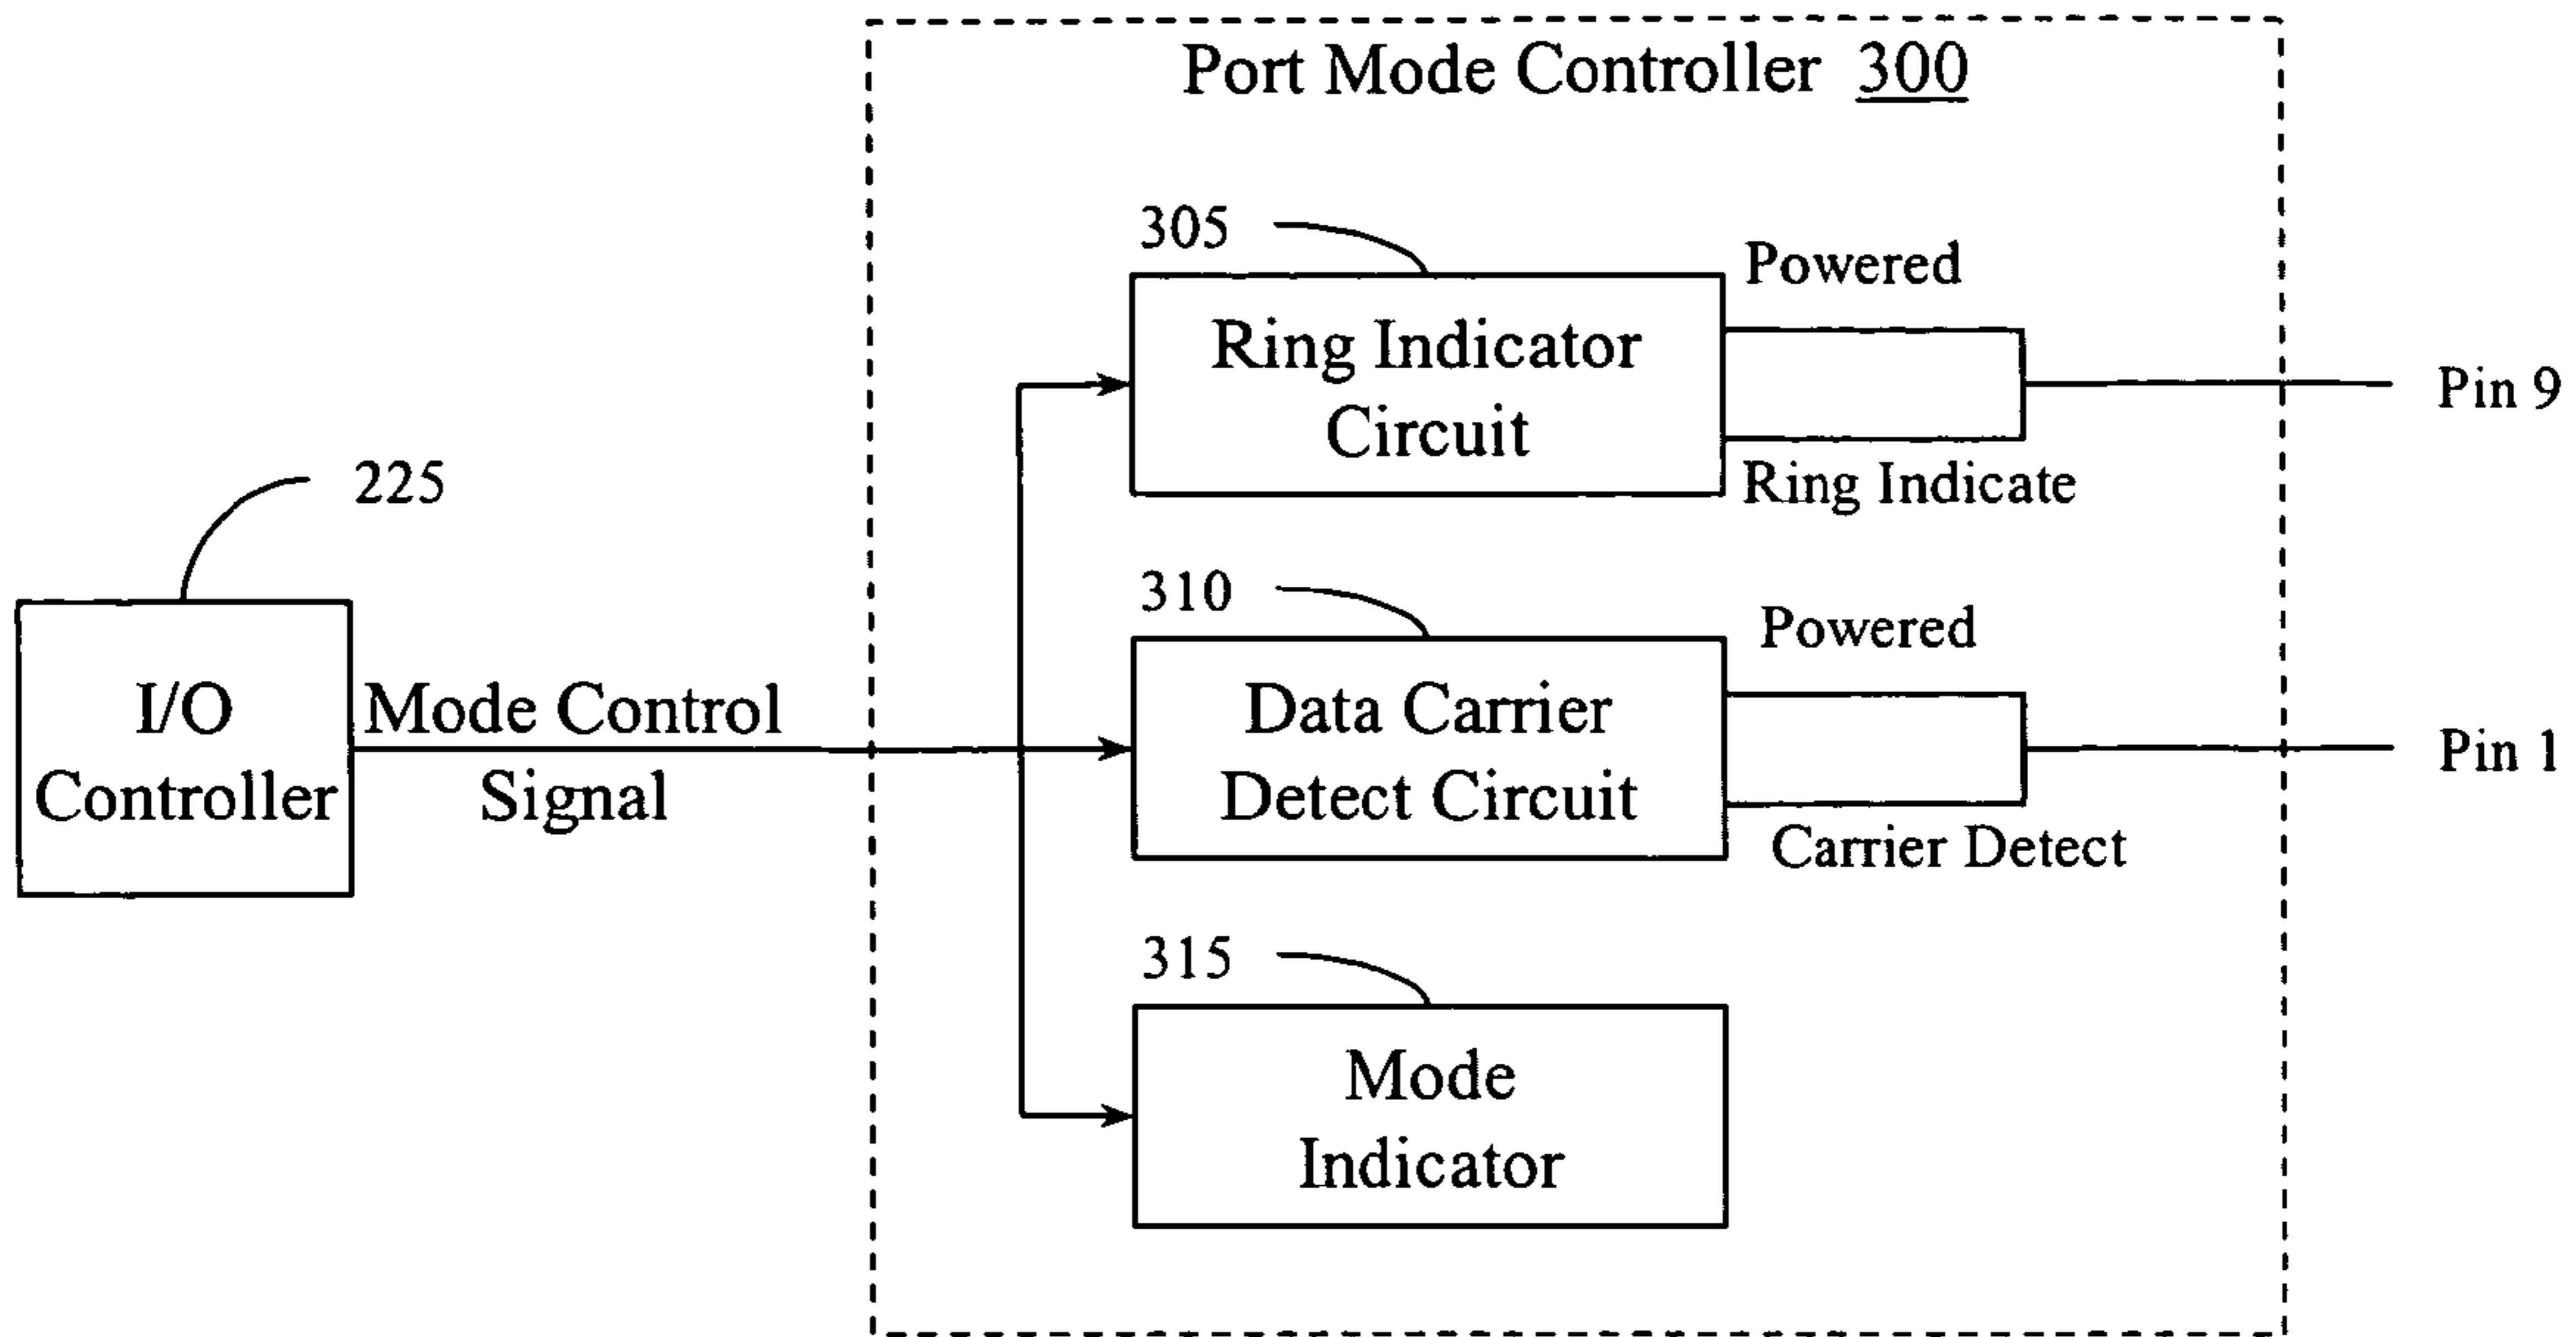 Port Mode Controller 300
305
Powered
Ring Indicator
Circuit
Pin 9
Ring Indicate
225
310
Powered
I/O
Controller
Mode Control
Signal
Data Carrier
Detect Circuit
Pin 1
Carrier Detect
315
Mode
Indicator